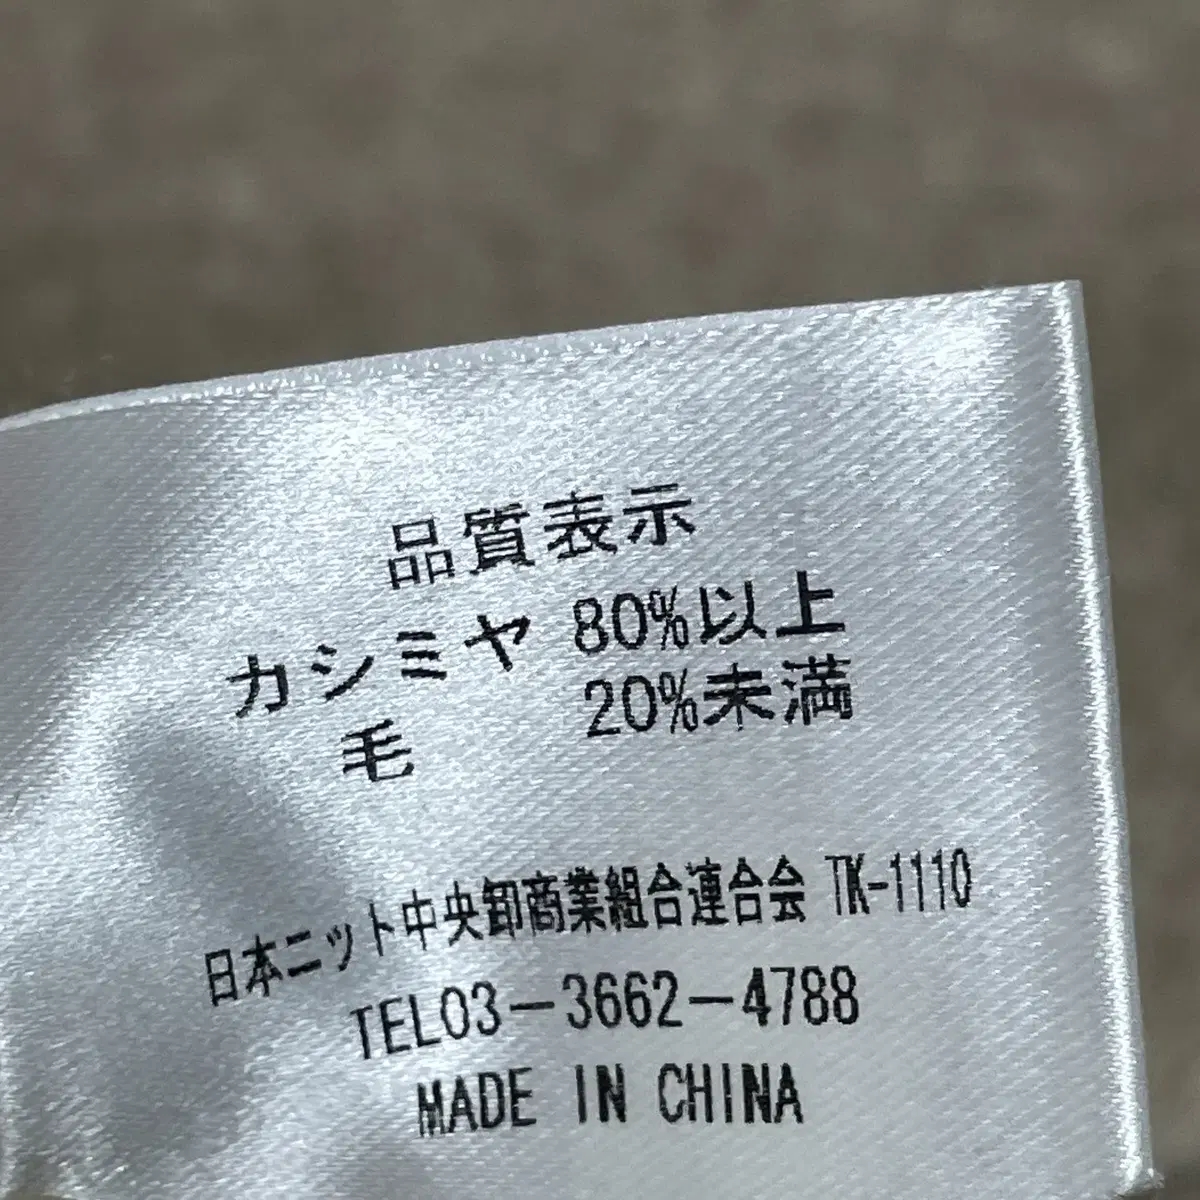 品質表示
カシミヤ 80%以上
毛 20%未満
日本ニット中央卸商業組合連合会 TK-1110
TEL03-3662-4788
MADE IN CHINA